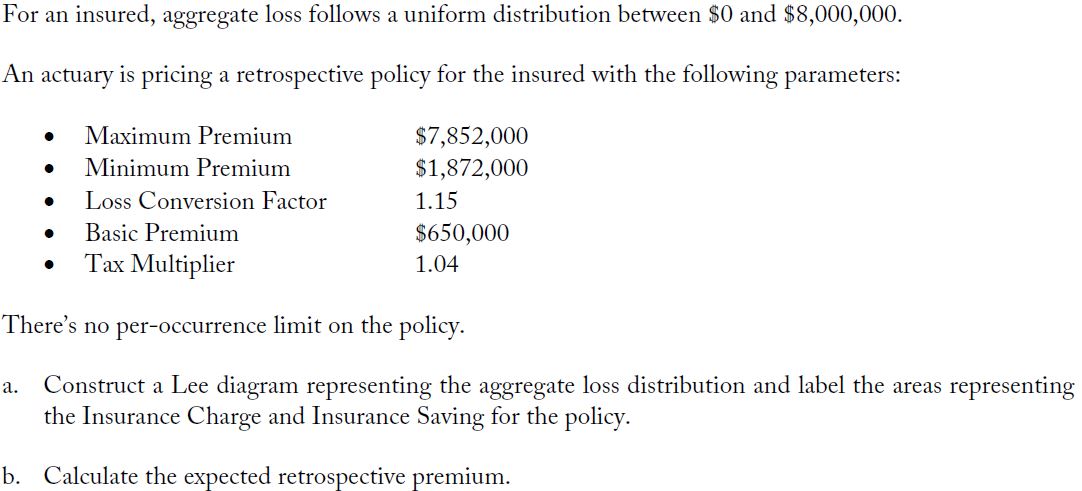 For an insured, aggregate loss follows a uniform distribution between $0 and $8,000,000.
An actuary is pricing a retrospective policy for the insured with the following parameters:
• Maximum Premium $7,852,000
• Minimum Premium $1,872,000
• Loss Conversion Factor 1.15
• Basic Premium $650,000
• Tax Multiplier 1.04
There's no per-occurrence limit on the policy.
a. Construct a Lee diagram representing the aggregate loss distribution and label the areas representing
the Insurance Charge and Insurance Saving for the policy.
b. Calculate the expected retrospective premium.